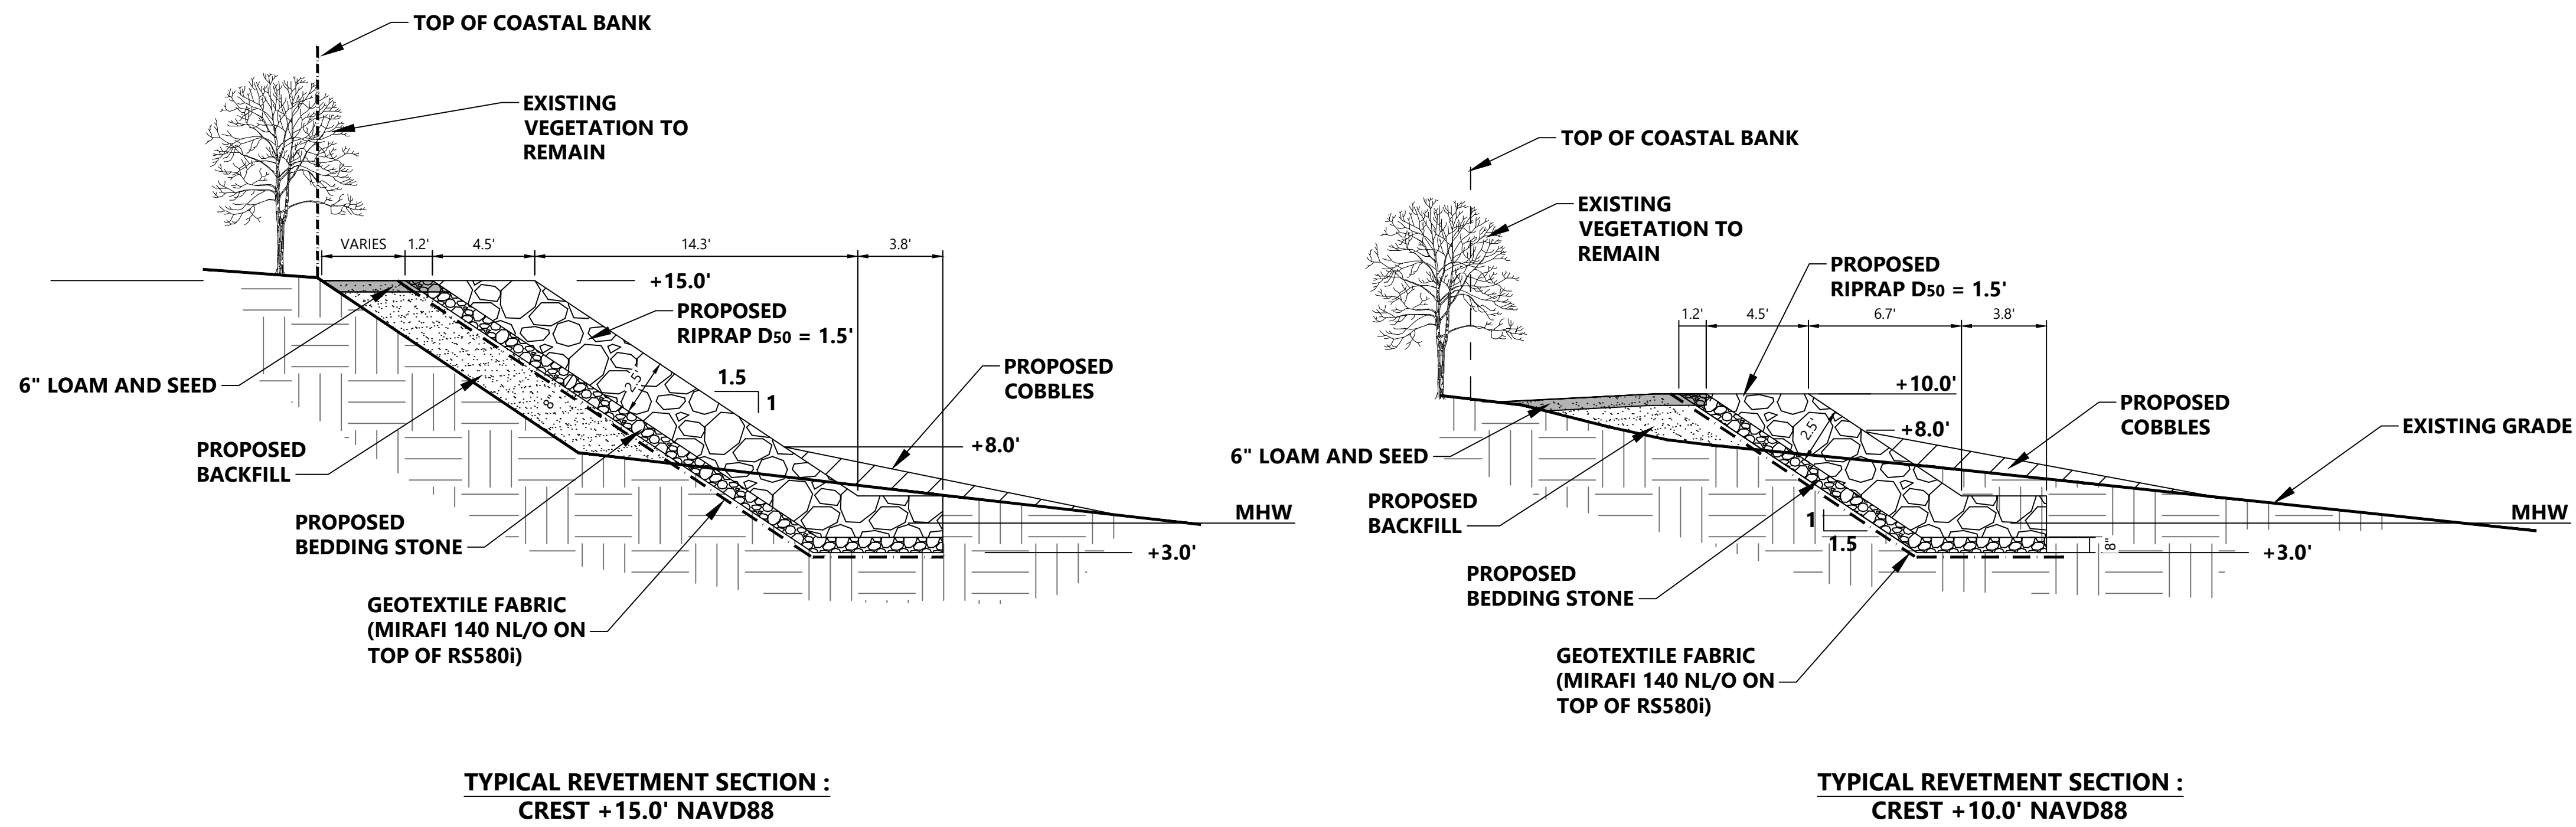 TOP OF COASTAL BANK
EXISTING
VEGETATION TO
REMAIN
VARIES
1.2'
4.5'
14.3'
3.8'
+15.0'
PROPOSED
RIPRAP D50 = 1.5'
6" LOAM AND SEED
2.5
1.5
1
8
PROPOSED
COBBLES
+8.0'
PROPOSED
BACKFILL
PROPOSED
BEDDING STONE
MHW
+3.0'
GEOTEXTILE FABRIC
(MIRAFI 140 NL/O ON
TOP OF RS580i)
TYPICAL REVETMENT SECTION :
CREST +15.0' NAVD88
TOP OF COASTAL BANK
EXISTING
VEGETATION TO
REMAIN
PROPOSED
RIPRAP D50 = 1.5'
1.2'
4.5'
6.7'
3.8'
+10.0'
+8.0'
2.5
PROPOSED
COBBLES
EXISTING GRADE
6" LOAM AND SEED
PROPOSED
BACKFILL
1
1.5
MHW
8"
+3.0'
PROPOSED
BEDDING STONE
GEOTEXTILE FABRIC
(MIRAFI 140 NL/O ON
TOP OF RS580i)
TYPICAL REVETMENT SECTION :
CREST +10.0' NAVD88